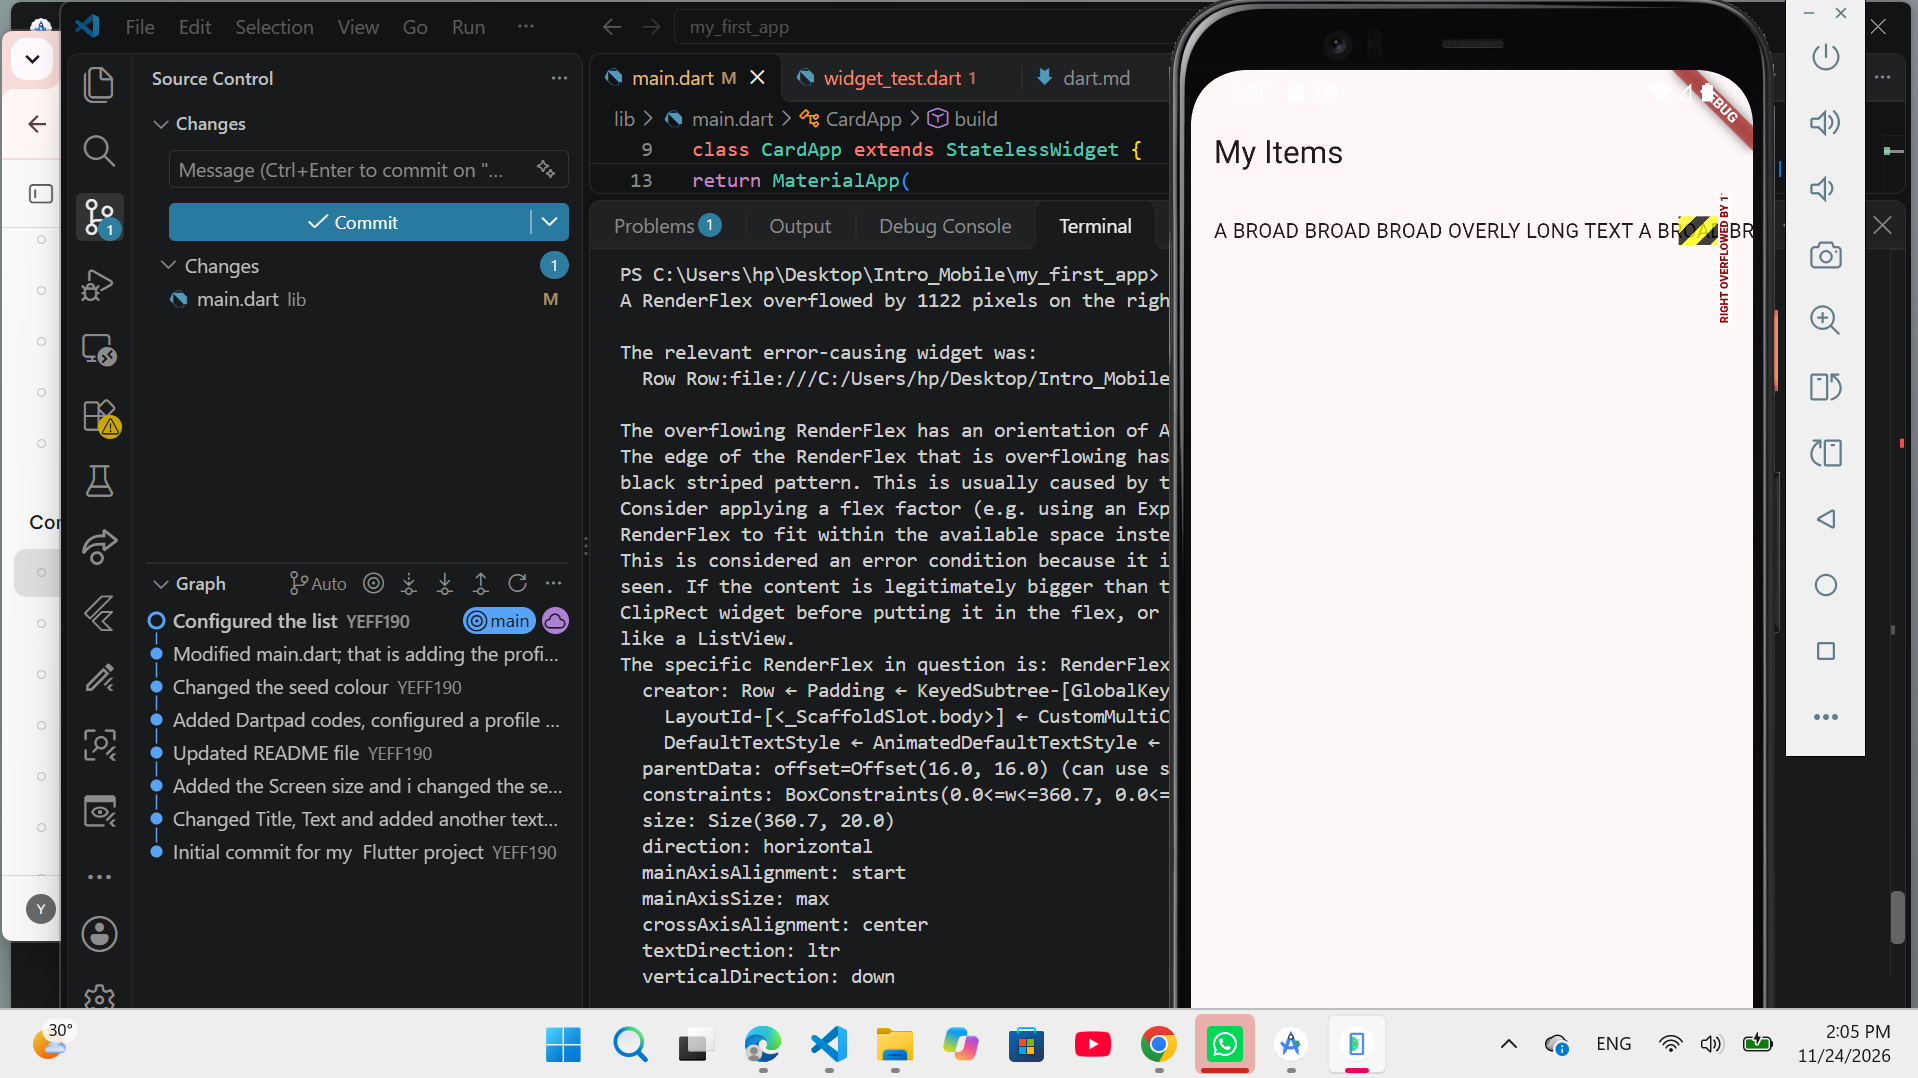 File Edit Selection View Go Run
my_first_app
Source Control
Changes
Message (Ctrl+Enter to commit on "...
Commit
Changes 1
main.dart lib M
1
Graph
Auto
Configured the list YEFF190 main
Modified main.dart; that is adding the profi...
Changed the seed colour YEFF190
Added Dartpad codes, configured a profile ...
Updated README file YEFF190
Added the Screen size and i changed the se...
Changed Title, Text and added another text...
Initial commit for my Flutter project YEFF190
main.dart M
widget_test.dart 1
dart.md
lib > main.dart > CardApp > build
9 class CardApp extends StatelessWidget {
13 return MaterialApp(
Problems 1 Output Debug Console Terminal
PS C:\Users\hp\Desktop\Intro_Mobile\my_first_app>
A RenderFlex overflowed by 1122 pixels on the righ
The relevant error-causing widget was:
Row Row:file:///C:/Users/hp/Desktop/Intro_Mobile
The overflowing RenderFlex has an orientation of A
The edge of the RenderFlex that is overflowing has
black striped pattern. This is usually caused by t
Consider applying a flex factor (e.g. using an Exp
RenderFlex to fit within the available space inste
This is considered an error condition because it i
seen. If the content is legitimately bigger than t
ClipRect widget before putting it in the flex, or
like a ListView.
The specific RenderFlex in question is: RenderFlex
creator: Row ← Padding ← KeyedSubtree-[GlobalKey
LayoutId-[<_ScaffoldSlot.body>] ← CustomMultiC
DefaultTextStyle ← AnimatedDefaultTextStyle ←
parentData: offset=Offset(16.0, 16.0) (can use s
constraints: BoxConstraints(0.0<=w<=360.7, 0.0<=
size: Size(360.7, 20.0)
direction: horizontal
mainAxisAlignment: start
mainAxisSize: max
crossAxisAlignment: center
textDirection: ltr
verticalDirection: down
My Items
A BROAD BROAD BROAD OVERLY LONG TEXT A BROAD BR
RIGHT OVERFLOWED BY 1
Cor
Y
30°
ENG
2:05 PM
11/24/2026